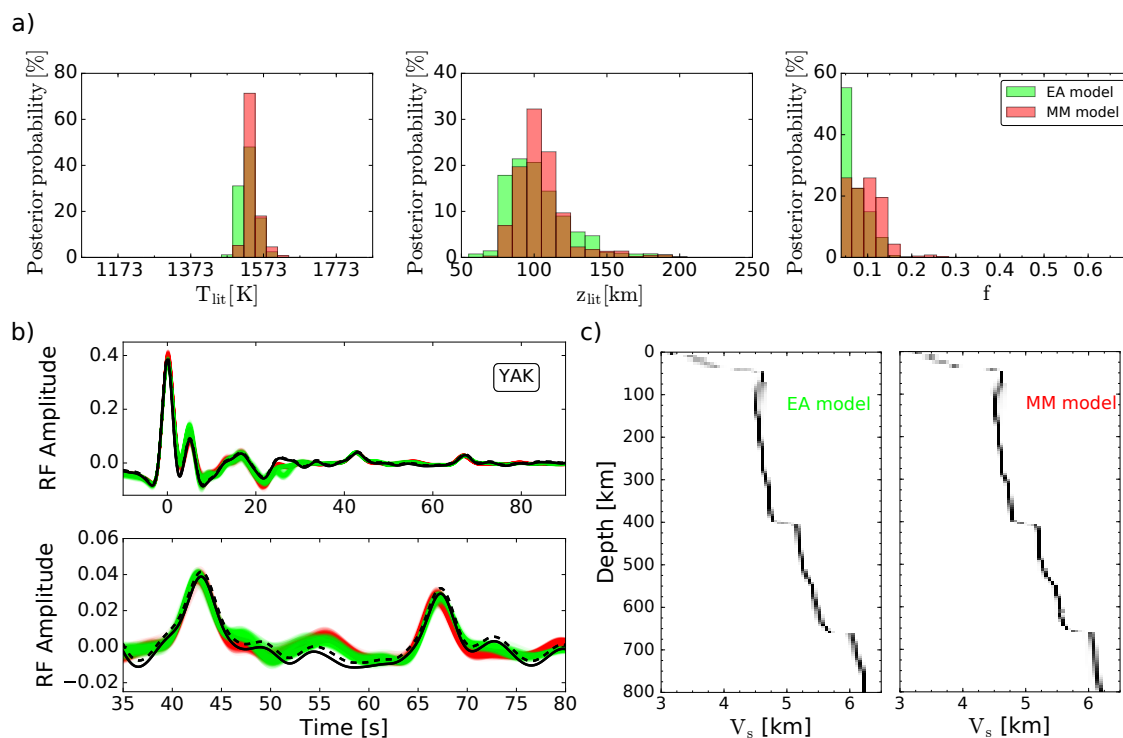 a)
Posterior probability [%]
80
60
40
20
0
1173 1373 1573 1773
T_lit [K]
Posterior probability [%]
40
30
20
10
0
50 100 150 200 250
z_lit [km]
Posterior probability [%]
60
40
20
0
0.1 0.2 0.3 0.4 0.5 0.6
f
EA model
MM model
b)
RF Amplitude
0.4
0.2
0.0
0 20 40 60 80
YAK
RF Amplitude
0.06
0.04
0.02
0.00
−0.02
35 40 45 50 55 60 65 70 75 80
Time [s]
c)
Depth [km]
0
100
200
300
400
500
600
700
800
EA model
3 4 5 6
V_s [km]
MM model
3 4 5 6
V_s [km]